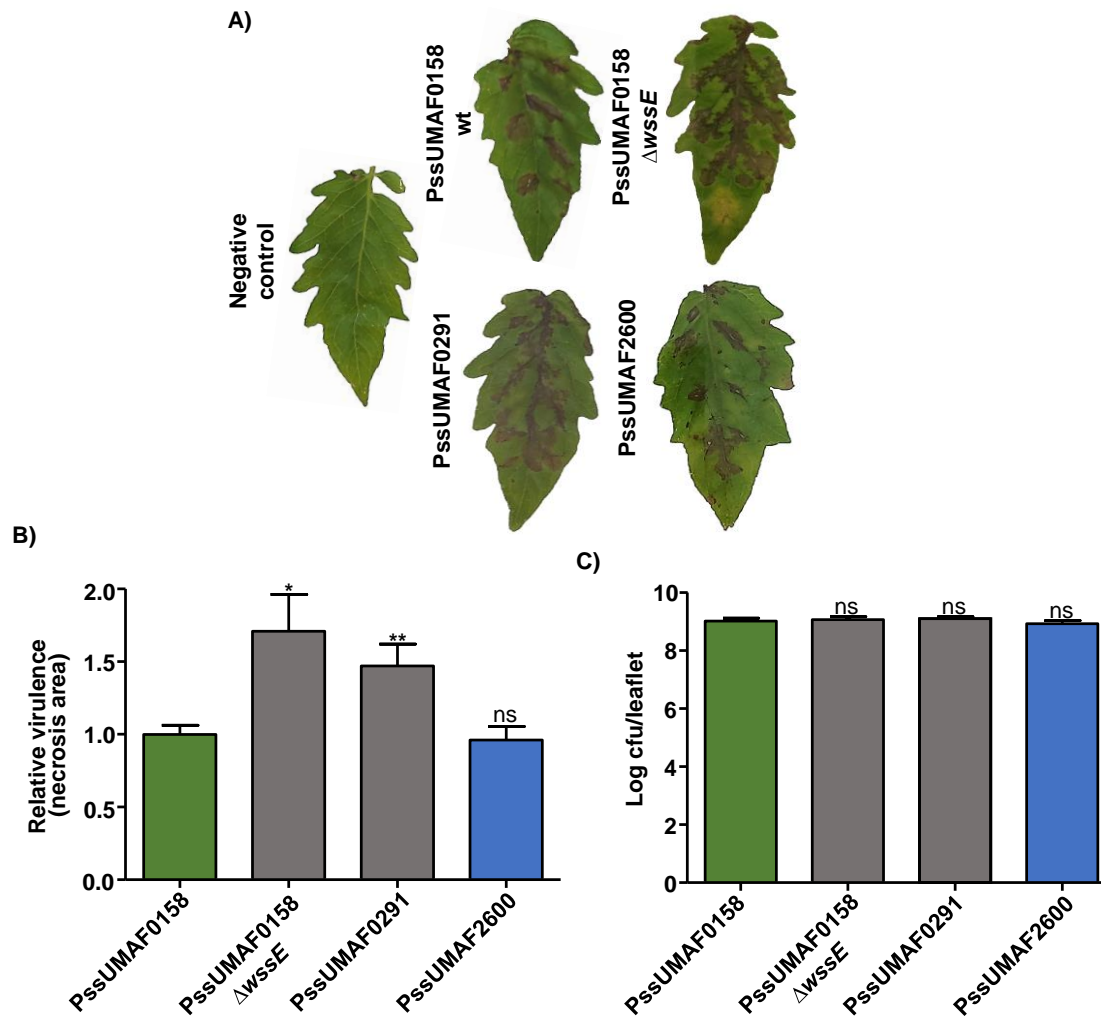 A)
PssUMAF0158
wt
PssUMAF0158
ΔwssE
Negative
control
PssUMAF0291
PssUMAF2600
B)
Relative virulence
(necrosis area)
2.0
1.5
1.0
0.5
0.0
*
**
ns
PssUMAF0158
PssUMAF0158
ΔwssE
PssUMAF0291
PssUMAF2600
C)
Log cfu/leaflet
10
8
6
4
2
0
ns
ns
ns
PssUMAF0158
PssUMAF0158
ΔwssE
PssUMAF0291
PssUMAF2600